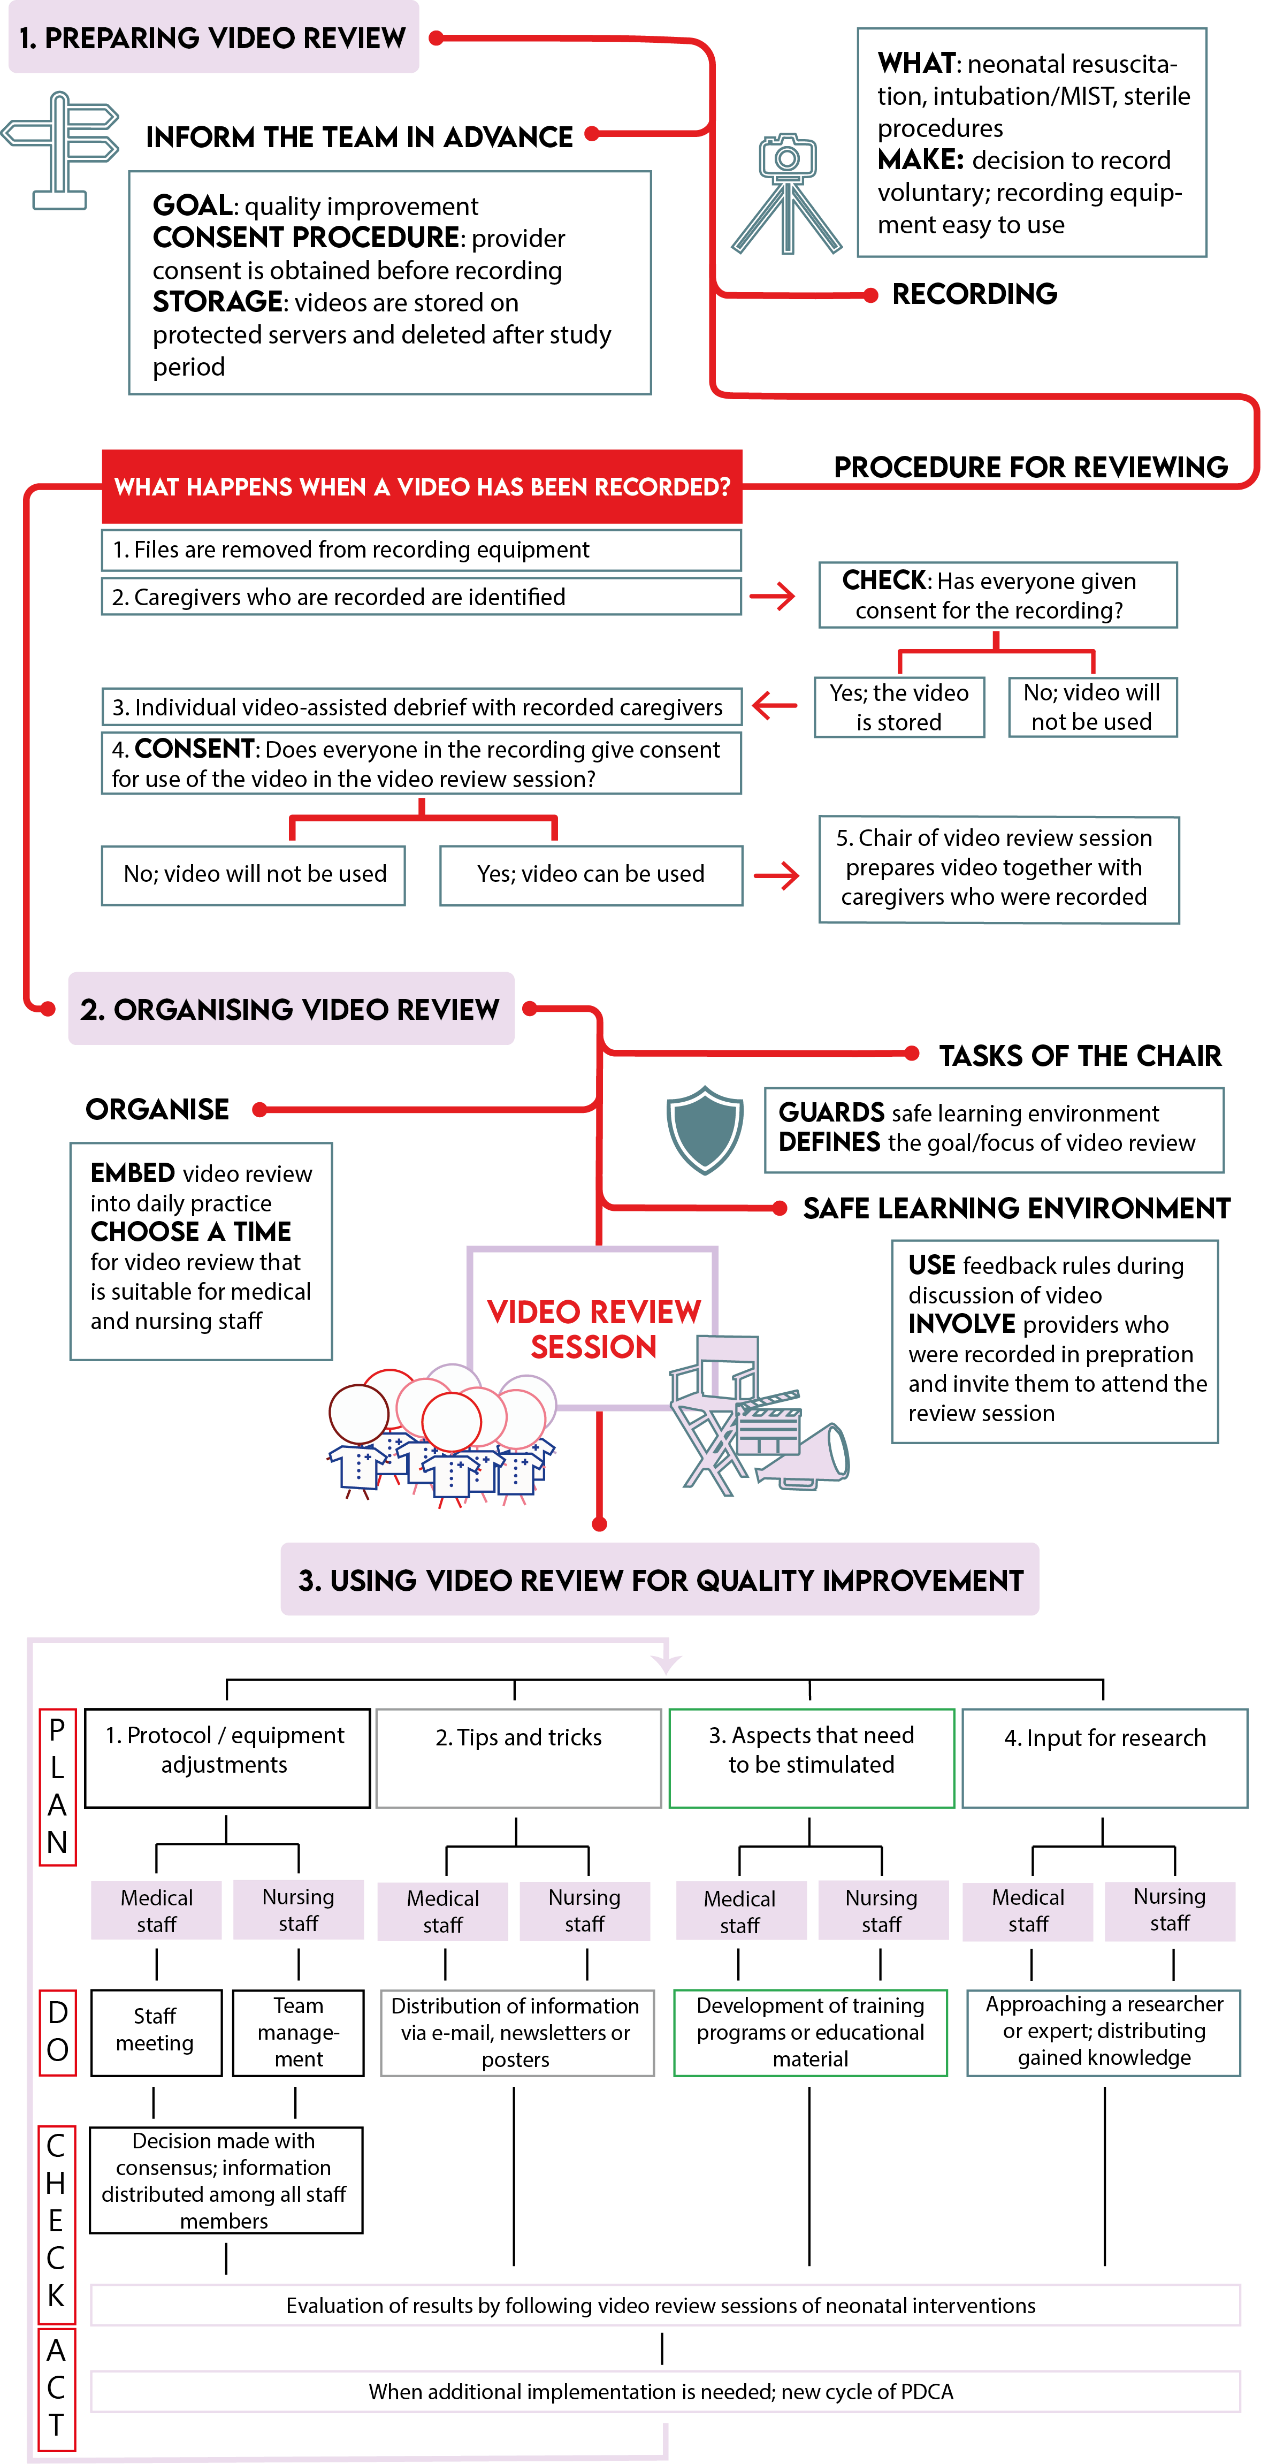 1. PREPARING VIDEO REVIEW
INFORM THE TEAM IN ADVANCE
GOAL: quality improvement
CONSENT PROCEDURE: provider
consent is obtained before recording
STORAGE: videos are stored on
protected servers and deleted after study
period
WHAT: neonatal resuscita-
tion, intubation/MIST, sterile
procedures
MAKE: decision to record
voluntary; recording equip-
ment easy to use
RECORDING
PROCEDURE FOR REVIEWING
WHAT HAPPENS WHEN A VIDEO HAS BEEN RECORDED?
1. Files are removed from recording equipment
2. Caregivers who are recorded are identified
CHECK: Has everyone given
consent for the recording?
Yes; the video
is stored
No; video will
not be used
3. Individual video-assisted debrief with recorded caregivers
4. CONSENT: Does everyone in the recording give consent
for use of the video in the video review session?
No; video will not be used
Yes; video can be used
5. Chair of video review session
prepares video together with
caregivers who were recorded
2. ORGANISING VIDEO REVIEW
TASKS OF THE CHAIR
GUARDS safe learning environment
DEFINES the goal/focus of video review
ORGANISE
EMBED video review
into daily practice
CHOOSE A TIME
for video review that
is suitable for medical
and nursing staff
SAFE LEARNING ENVIRONMENT
USE feedback rules during
discussion of video
INVOLVE providers who
were recorded in prepration
and invite them to attend the
review session
VIDEO REVIEW
SESSION
3. USING VIDEO REVIEW FOR QUALITY IMPROVEMENT
PLAN
1. Protocol / equipment
adjustments
2. Tips and tricks
3. Aspects that need
to be stimulated
4. Input for research
Medical
staff
Nursing
staff
Medical
staff
Nursing
staff
Medical
staff
Nursing
staff
Medical
staff
Nursing
staff
DO
Staff
meeting
Team
manage-
ment
Distribution of information
via e-mail, newsletters or
posters
Development of training
programs or educational
material
Approaching a researcher
or expert; distributing
gained knowledge
CHECK
Decision made with
consensus; information
distributed among all staff
members
Evaluation of results by following video review sessions of neonatal interventions
ACT
When additional implementation is needed; new cycle of PDCA